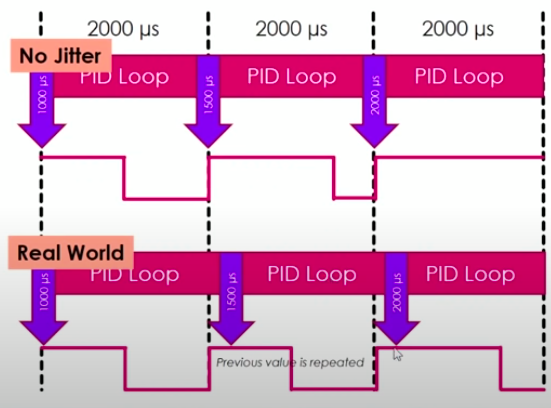 2000 µs 2000 µs 2000 µs
No Jitter
PID Loop PID Loop PID Loop
1000 µs 1500 µs 2000 µs
Real World
PID Loop PID Loop PID Loop
1000 µs 1500 µs 2000 µs
Previous value is repeated